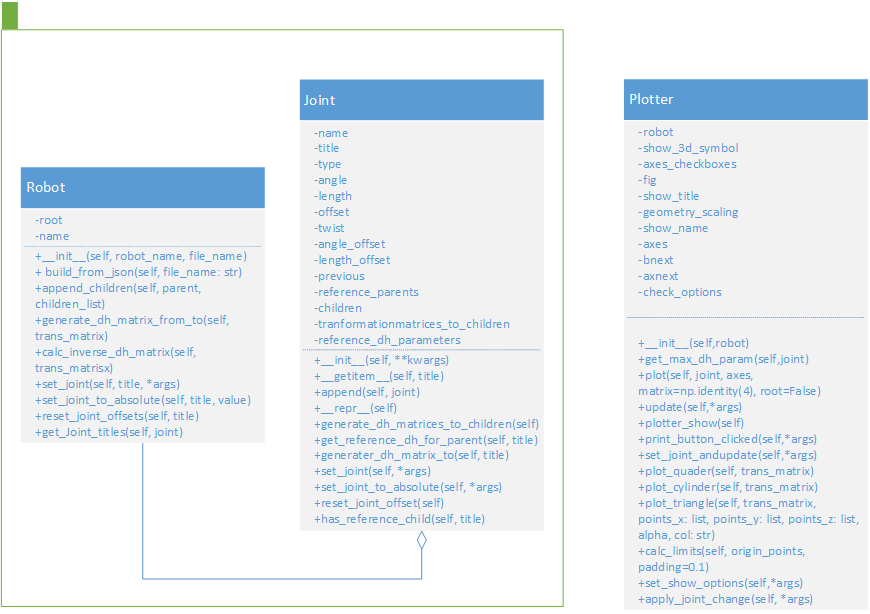 Robot
-root
-name
+__init__(self, robot_name, file_name)
+ build_from_json(self, file_name: str)
+append_children(self, parent,
children_list)
+generate_dh_matrix_from_to(self,
trans_matrix)
+calc_inverse_dh_matrix(self,
trans_matrisx)
+set_joint(self, title, *args)
+set_joint_to_absolute(self, title, value)
+reset_joint_offsets(self, title)
+get_Joint_titles(self, joint)
Joint
-name
-title
-type
-angle
-length
-offset
-twist
-angle_offset
-length_offset
-previous
-reference_parents
-children
-tranformationmatrices_to_children
-reference_dh_parameters
+__init__(self, **kwargs)
+__getitem__(self, title)
+append(self, joint)
+__repr__(self)
+generate_dh_matrices_to_children(self)
+get_reference_dh_for_parent(self, title)
+generater_dh_matrix_to(self, title)
+set_joint(self, *args)
+set_joint_to_absolute(self, *args)
+reset_joint_offset(self)
+has_reference_child(self, title)
Plotter
-robot
-show_3d_symbol
-axes_checkboxes
-fig
-show_title
-geometry_scaling
-show_name
-axes
-bnext
-axnext
-check_options
+__init__(self,robot)
+get_max_dh_param(self,joint)
+plot(self, joint, axes,
matrix=np.identity(4), root=False)
+update(self,*args)
+plotter_show(self)
+print_button_clicked(self,*args)
+set_joint_andupdate(self,*args)
+plot_quader(self, trans_matrix)
+plot_cylinder(self, trans_matrix)
+plot_triangle(self, trans_matrix,
points_x: list, points_y: list, points_z: list,
alpha, col: str)
+calc_limits(self, origin_points,
padding=0.1)
+set_show_options(self,*args)
+apply_joint_change(self, *args)